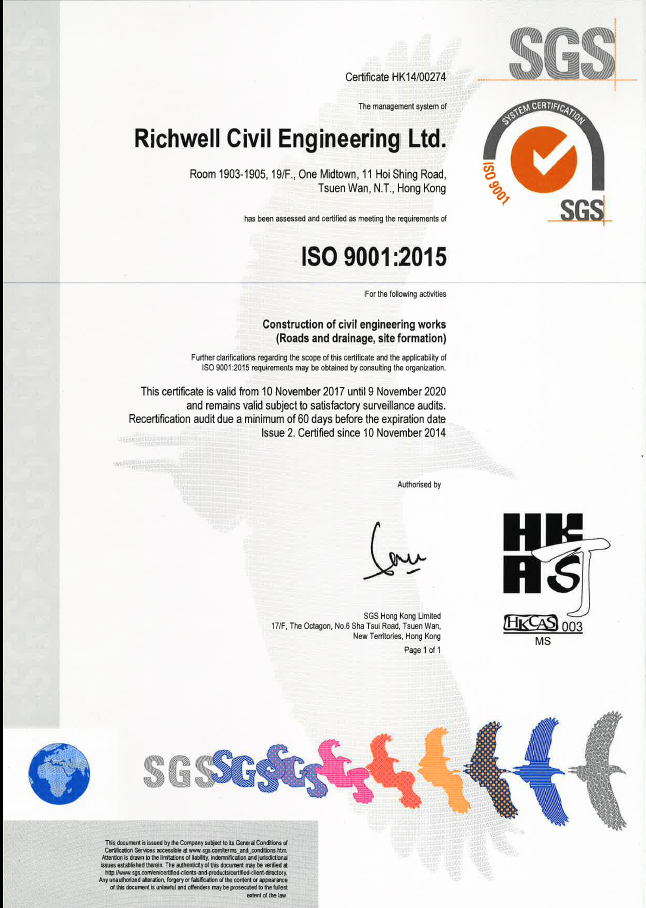 SGS
Certificate HK14/00274
The management system of
Richwell Civil Engineering Ltd.
Room 1903-1905, 19/F., One Midtown, 11 Hoi Shing Road,
Tsuen Wan, N.T., Hong Kong
has been assessed and certified as meeting the requirements of
SYSTEM CERTIFICATION
ISO 9001
SGS
ISO 9001:2015
For the following activities
Construction of civil engineering works
(Roads and drainage, site formation)
Further clarifications regarding the scope of this certificate and the applicability of
ISO 9001:2015 requirements may be obtained by consulting the organization.
This certificate is valid from 10 November 2017 until 9 November 2020
and remains valid subject to satisfactory surveillance audits.
Recertification audit due a minimum of 60 days before the expiration date
Issue 2. Certified since 10 November 2014
Authorised by
HK
AS
HKCAS 003
MS
SGS Hong Kong Limited
17/F, The Octagon, No.6 Sha Tsui Road, Tsuen Wan,
New Territories, Hong Kong
Page 1 of 1
SGSSGSSGS
This document is issued by the Company subject to its General Conditions of
Certification Services accessible at www.sgs.com/terms_and_conditions.htm.
Attention is drawn to the limitations of liability, indemnification and jurisdictional
issues established therein. The authenticity of this document may be verified at
http://www.sgs.com/en/certified-clients-and-products/certified-client-directory.
Any unauthorized alteration, forgery or falsification of the content or appearance
of this document is unlawful and offenders may be prosecuted to the fullest
extent of the law.